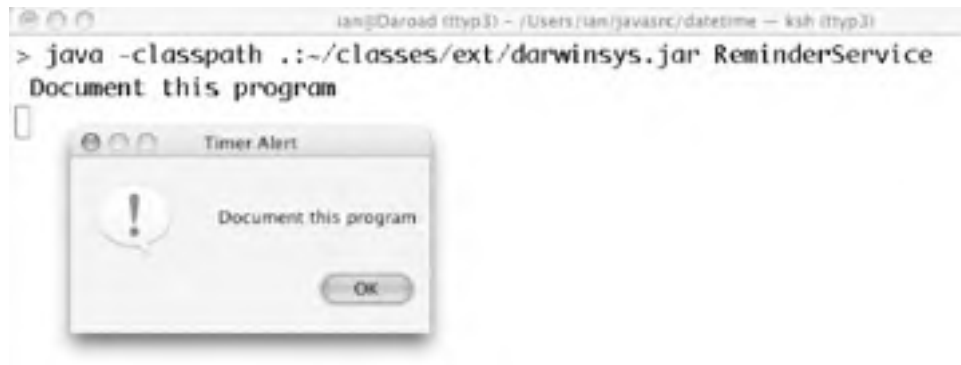 ian@Daroad (ttyp3) – /Users/ian/javasrc/datetime — ksh (ttyp3)
> java -classpath .:~/classes/ext/darwinsys.jar ReminderService
Document this program
Timer Alert
!
Document this program
OK